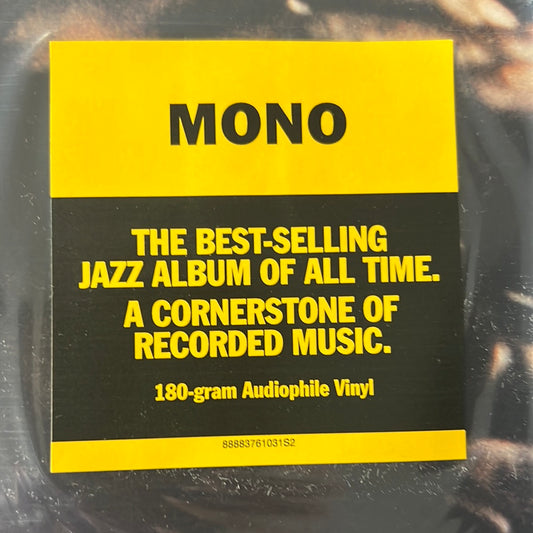 MONO
THE BEST-SELLING
JAZZ ALBUM OF ALL TIME.
A CORNERSTONE OF
RECORDED MUSIC.
180-gram Audiophile Vinyl
88883761031S2